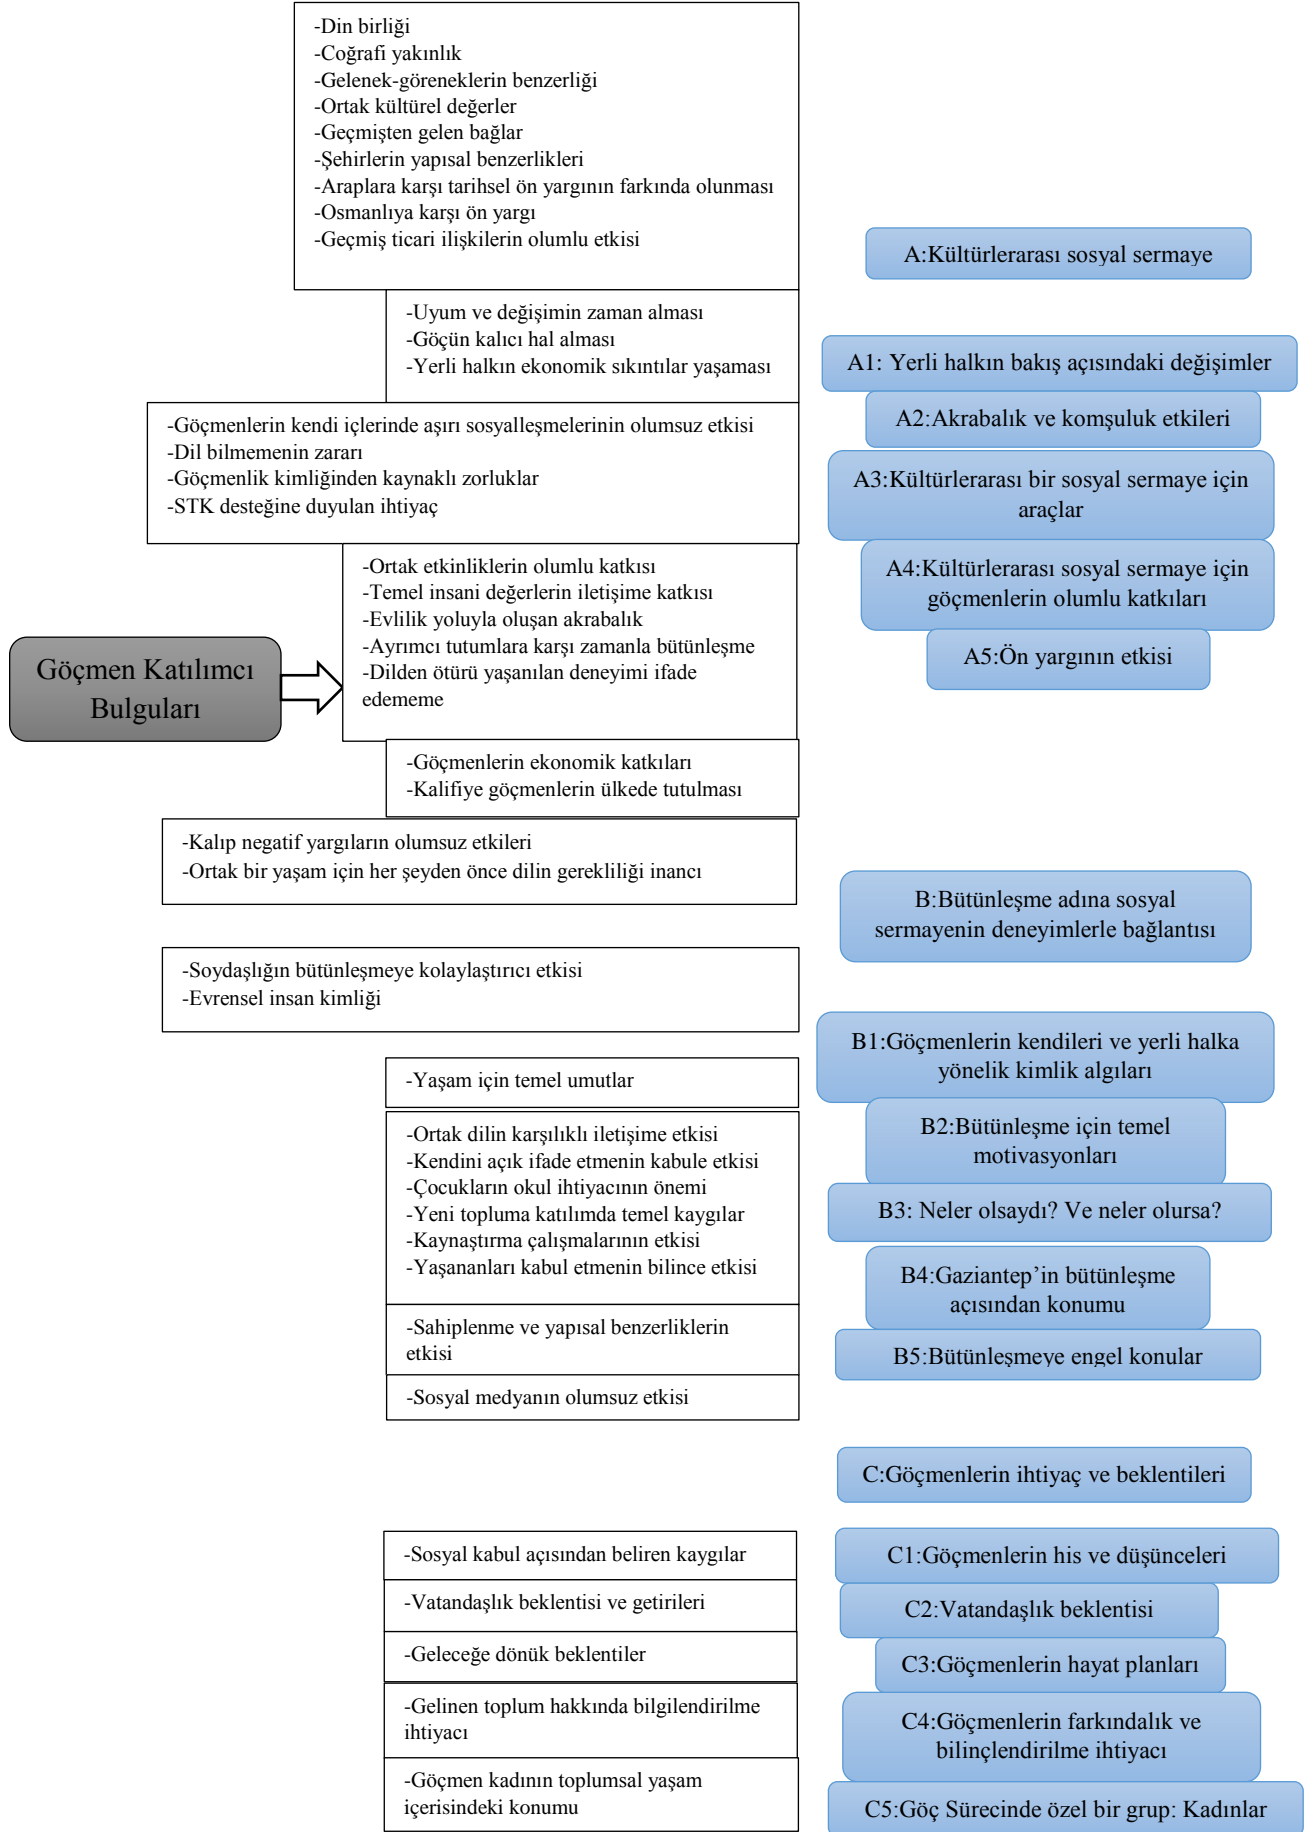 -Din birliği
-Coğrafi yakınlık
-Gelenek-göreneklerin benzerliği
-Ortak kültürel değerler
-Geçmişten gelen bağlar
-Şehirlerin yapısal benzerlikleri
-Araplara karşı tarihsel ön yargının farkında olunması
-Osmanlıya karşı ön yargı
-Geçmiş ticari ilişkilerin olumlu etkisi
A:Kültürlerarası sosyal sermaye
-Uyum ve değişimin zaman alması
-Göçün kalıcı hal alması
-Yerli halkın ekonomik sıkıntılar yaşaması
A1: Yerli halkın bakış açısındaki değişimler
-Göçmenlerin kendi içlerinde aşırı sosyalleşmelerinin olumsuz etkisi
-Dil bilmemenin zararı
-Göçmenlik kimliğinden kaynaklı zorluklar
-STK desteğine duyulan ihtiyaç
A2:Akrabalık ve komşuluk etkileri
A3:Kültürlerarası bir sosyal sermaye için
araçlar
-Ortak etkinliklerin olumlu katkısı
-Temel insani değerlerin iletişime katkısı
-Evlilik yoluyla oluşan akrabalık
-Ayrımcı tutumlara karşı zamanla bütünleşme
-Dilden ötürü yaşanılan deneyimi ifade
edememe
A4:Kültürlerarası sosyal sermaye için
göçmenlerin olumlu katkıları
A5:Ön yargının etkisi
Göçmen Katılımcı
Bulguları
-Göçmenlerin ekonomik katkıları
-Kalifiye göçmenlerin ülkede tutulması
-Kalıp negatif yargıların olumsuz etkileri
-Ortak bir yaşam için her şeyden önce dilin gerekliliği inancı
B:Bütünleşme adına sosyal
sermayenin deneyimlerle bağlantısı
-Soydaşlığın bütünleşmeye kolaylaştırıcı etkisi
-Evrensel insan kimliği
B1:Göçmenlerin kendileri ve yerli halka
yönelik kimlik algıları
-Yaşam için temel umutlar
-Ortak dilin karşılıklı iletişime etkisi
-Kendini açık ifade etmenin kabule etkisi
-Çocukların okul ihtiyacının önemi
-Yeni topluma katılımda temel kaygılar
-Kaynaştırma çalışmalarının etkisi
-Yaşananları kabul etmenin bilince etkisi
B2:Bütünleşme için temel
motivasyonları
B3: Neler olsaydı? Ve neler olursa?
B4:Gaziantep’in bütünleşme
açısından konumu
-Sahiplenme ve yapısal benzerliklerin
etkisi
B5:Bütünleşmeye engel konular
-Sosyal medyanın olumsuz etkisi
C:Göçmenlerin ihtiyaç ve beklentileri
-Sosyal kabul açısından beliren kaygılar
C1:Göçmenlerin his ve düşünceleri
-Vatandaşlık beklentisi ve getirileri
C2:Vatandaşlık beklentisi
-Geleceğe dönük beklentiler
C3:Göçmenlerin hayat planları
-Gelinen toplum hakkında bilgilendirilme
ihtiyacı
C4:Göçmenlerin farkındalık ve
bilinçlendirilme ihtiyacı
-Göçmen kadının toplumsal yaşam
içerisindeki konumu
C5:Göç Sürecinde özel bir grup: Kadınlar